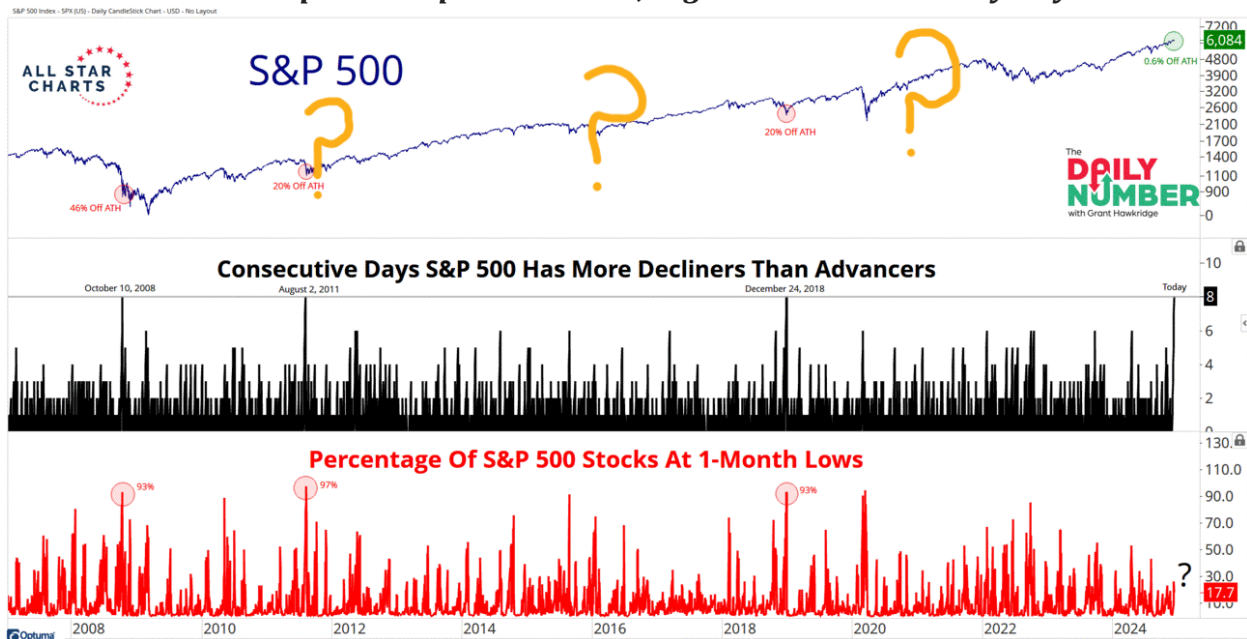 S&P 500 Index - SPX (US) - Daily CandleStick Chart - USD - No Layout
ALL STAR
CHARTS
S&P 500
7200
6,084
4800
3900
3200
2600
2100
1700
1400
1100
900
0
0.6% Off ATH
20% Off ATH
20% Off ATH
46% Off ATH
? ? ?
The
DAILY
NUMBER
with Grant Hawkridge
Consecutive Days S&P 500 Has More Decliners Than Advancers
October 10, 2008
August 2, 2011
December 24, 2018
Today
10
8
6
4
2
0
Percentage Of S&P 500 Stocks At 1-Month Lows
93%
97%
93%
?
130.
110.0
90.0
70.0
50.0
30.0
17.7
10.0
2008 2010 2012 2014 2016 2018 2020 2022 2024
Optuma